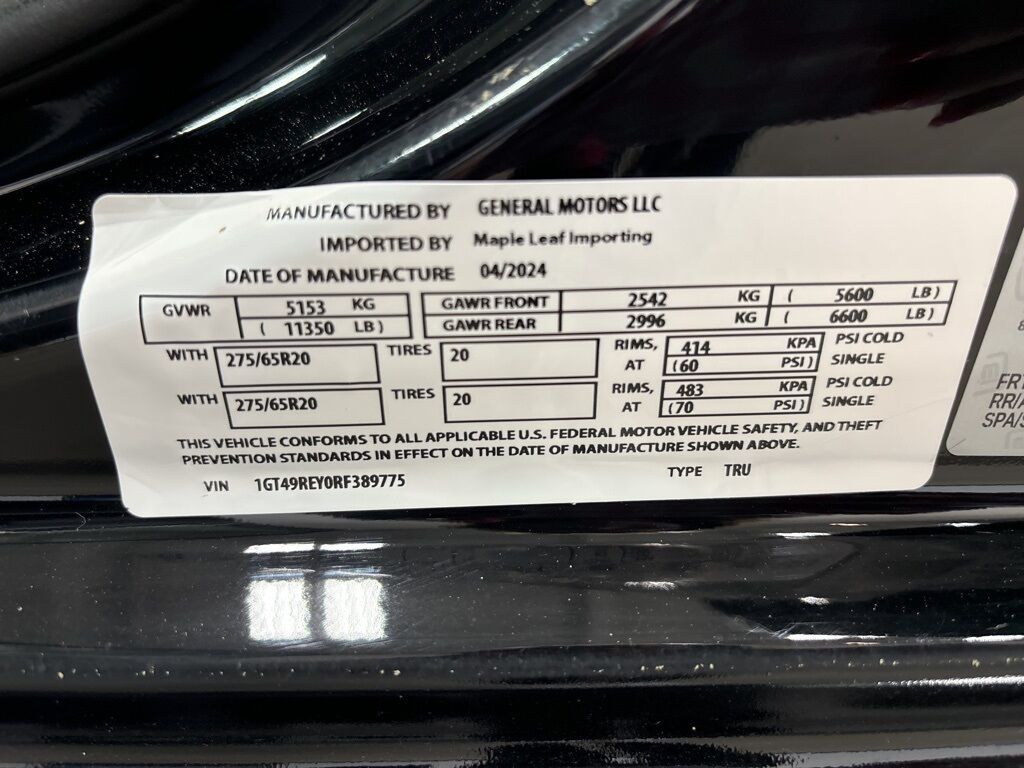 MANUFACTURED BY GENERAL MOTORS LLC
IMPORTED BY Maple Leaf Importing
DATE OF MANUFACTURE 04/2024
GVWR 5153 KG GAWR FRONT 2542 KG ( 5600 LB )
( 11350 LB ) GAWR REAR 2996 KG ( 6600 LB )
WITH 275/65R20 TIRES 20 RIMS, 414 KPA PSI COLD
AT (60 PSI ) SINGLE
WITH 275/65R20 TIRES 20 RIMS, 483 KPA PSI COLD
AT (70 PSI ) SINGLE
THIS VEHICLE CONFORMS TO ALL APPLICABLE U.S. FEDERAL MOTOR VEHICLE SAFETY, AND THEFT
PREVENTION STANDARDS IN EFFECT ON THE DATE OF MANUFACTURE SHOWN ABOVE.
VIN 1GT49REY0RF389775 TYPE TRU
FRT
RR/A
SPA/S